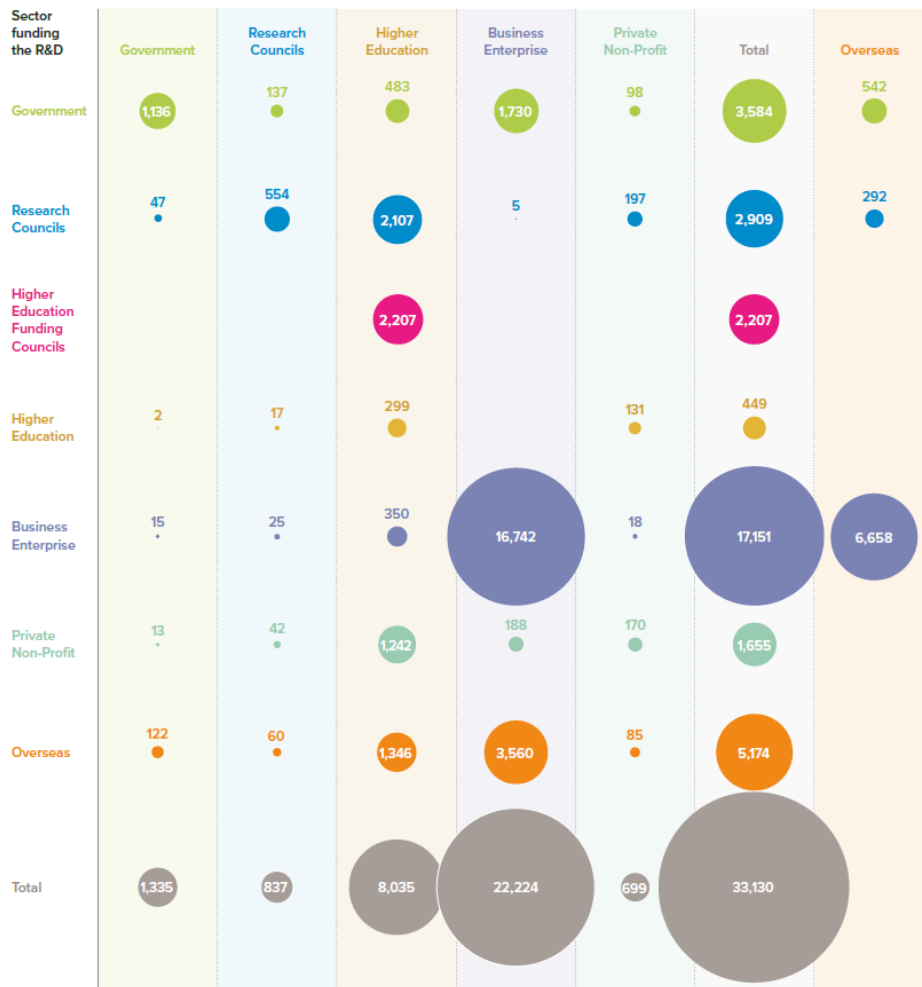 Sector
funding
the R&D
Government
Research
Councils
Higher
Education
Business
Enterprise
Private
Non-Profit
Total
Overseas
Government
1,136
137
483
1,730
98
3,584
542
Research
Councils
47
554
2,107
5
197
2,909
292
Higher
Education
Funding
Councils
2,207
2,207
Higher
Education
2
17
299
131
449
Business
Enterprise
15
25
350
16,742
18
17,151
6,658
Private
Non-Profit
13
42
1,242
188
170
1,655
Overseas
122
60
1,346
3,560
85
5,174
Total
1,335
837
8,035
22,224
699
33,130